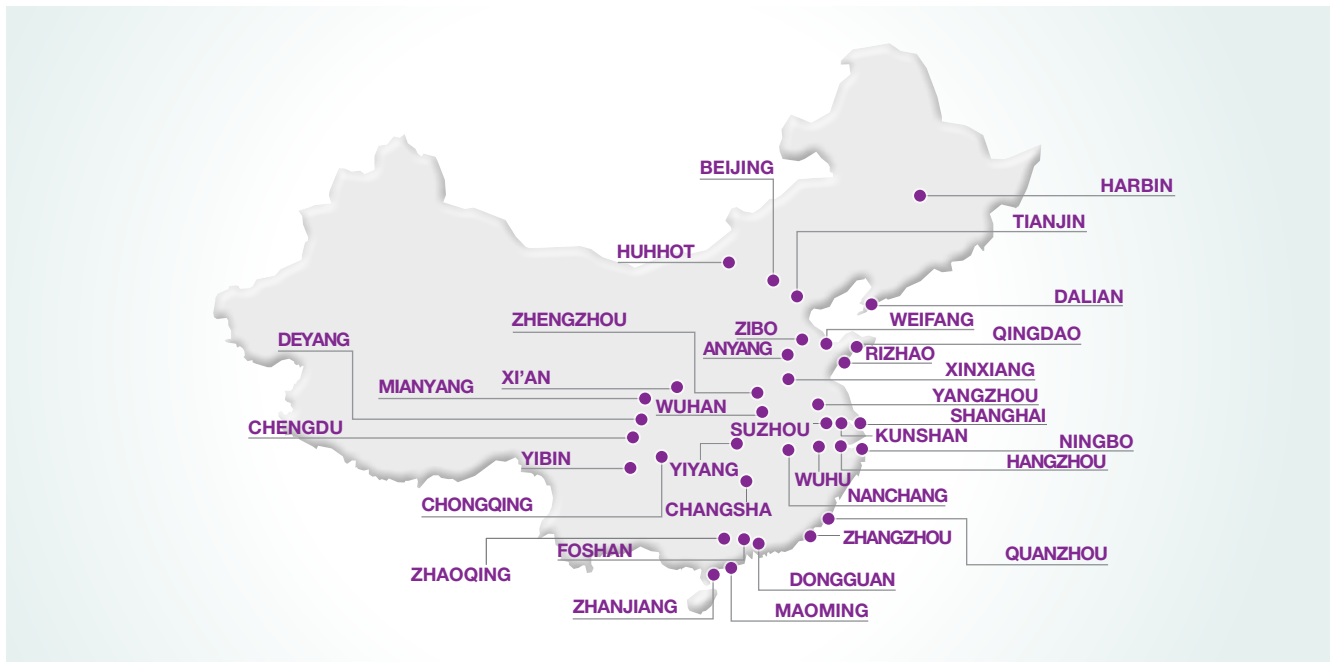 BEIJING
HARBIN
TIANJIN
HUHHOT
DALIAN
ZHENGZHOU
ZIBO
WEIFANG
QINGDAO
DEYANG
ANYANG
RIZHAO
XINXIANG
XI'AN
MIANYANG
YANGZHOU
WUHAN
SHANGHAI
CHENGDU
SUZHOU
KUNSHAN
NINGBO
YIBIN
YIYANG
WUHU
HANGZHOU
CHONGQING
CHANGSHA
NANCHANG
ZHANGZHOU
FOSHAN
QUANZHOU
ZHAOQING
DONGGUAN
ZHANJIANG
MAOMING